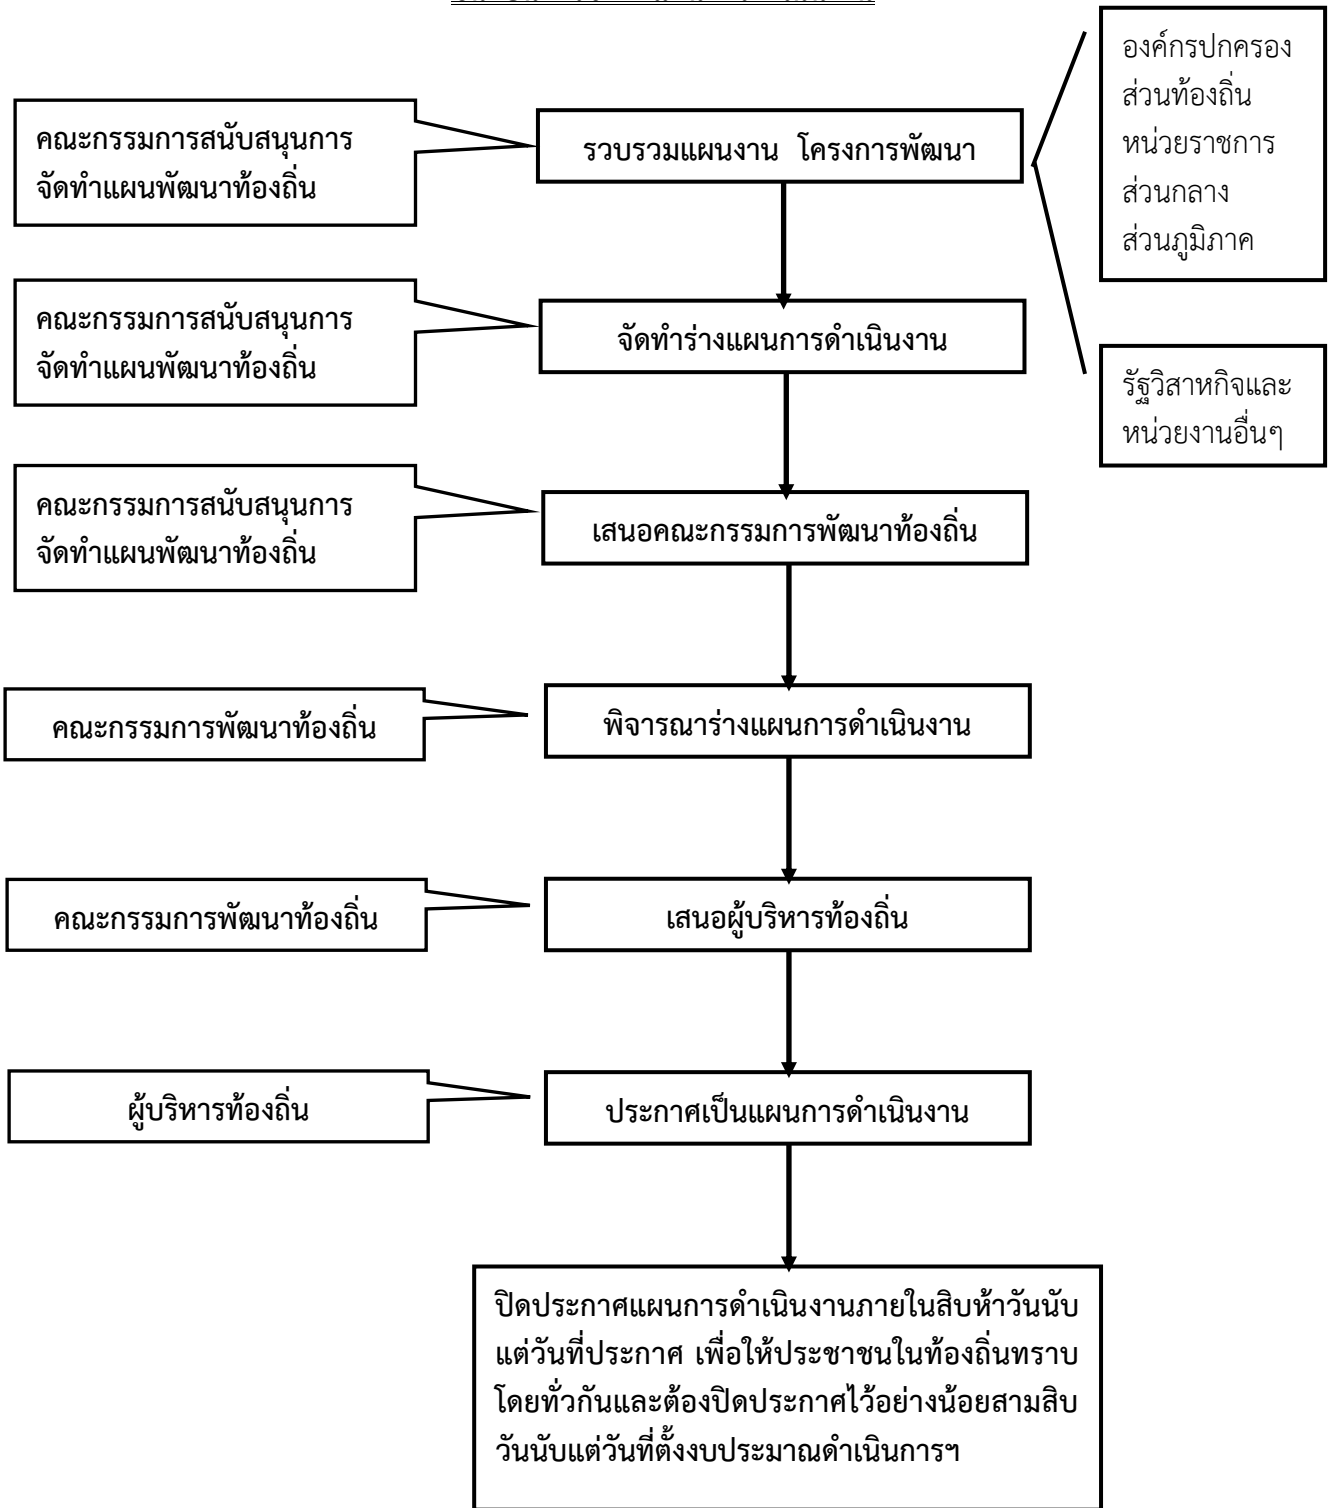 องค์กรปกครอง
ส่วนท้องถิ่น
หน่วยราชการ
ส่วนกลาง
ส่วนภูมิภาค
คณะกรรมการสนับสนุนการ
จัดทำแผนพัฒนาท้องถิ่น
รวบรวมแผนงาน โครงการพัฒนา
คณะกรรมการสนับสนุนการ
จัดทำแผนพัฒนาท้องถิ่น
จัดทำร่างแผนการดำเนินงาน
รัฐวิสาหกิจและ
หน่วยงานอื่นๆ
คณะกรรมการสนับสนุนการ
จัดทำแผนพัฒนาท้องถิ่น
เสนอคณะกรรมการพัฒนาท้องถิ่น
คณะกรรมการพัฒนาท้องถิ่น
พิจารณาร่างแผนการดำเนินงาน
คณะกรรมการพัฒนาท้องถิ่น
เสนอผู้บริหารท้องถิ่น
ผู้บริหารท้องถิ่น
ประกาศเป็นแผนการดำเนินงาน
ปิดประกาศแผนการดำเนินงานภายในสิบห้าวันนับ
แต่วันที่ประกาศ เพื่อให้ประชาชนในท้องถิ่นทราบ
โดยทั่วกันและต้องปิดประกาศไว้อย่างน้อยสามสิบ
วันนับแต่วันที่ตั้งงบประมาณดำเนินการฯ